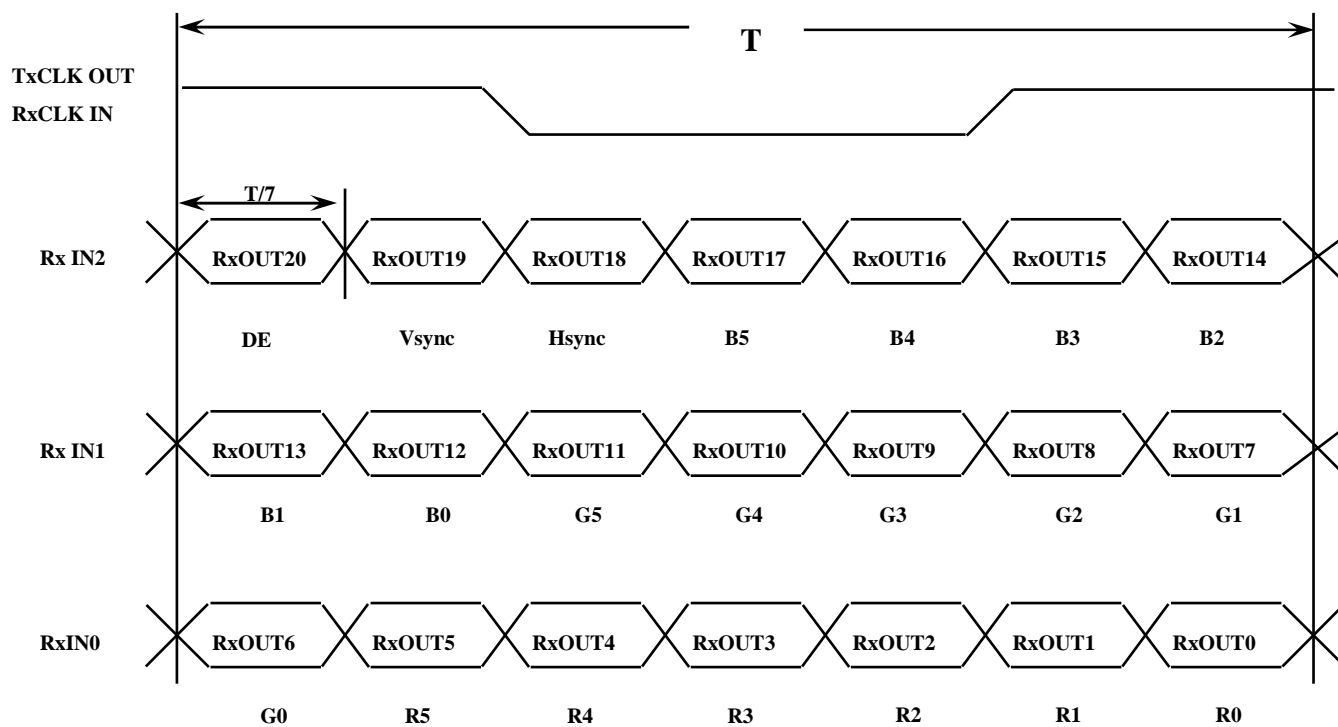 T
TxCLK OUT
RxCLK IN
T/7
Rx IN2 RxOUT20 RxOUT19 RxOUT18 RxOUT17 RxOUT16 RxOUT15 RxOUT14
DE Vsync Hsync B5 B4 B3 B2
Rx IN1 RxOUT13 RxOUT12 RxOUT11 RxOUT10 RxOUT9 RxOUT8 RxOUT7
B1 B0 G5 G4 G3 G2 G1
RxIN0 RxOUT6 RxOUT5 RxOUT4 RxOUT3 RxOUT2 RxOUT1 RxOUT0
G0 R5 R4 R3 R2 R1 R0